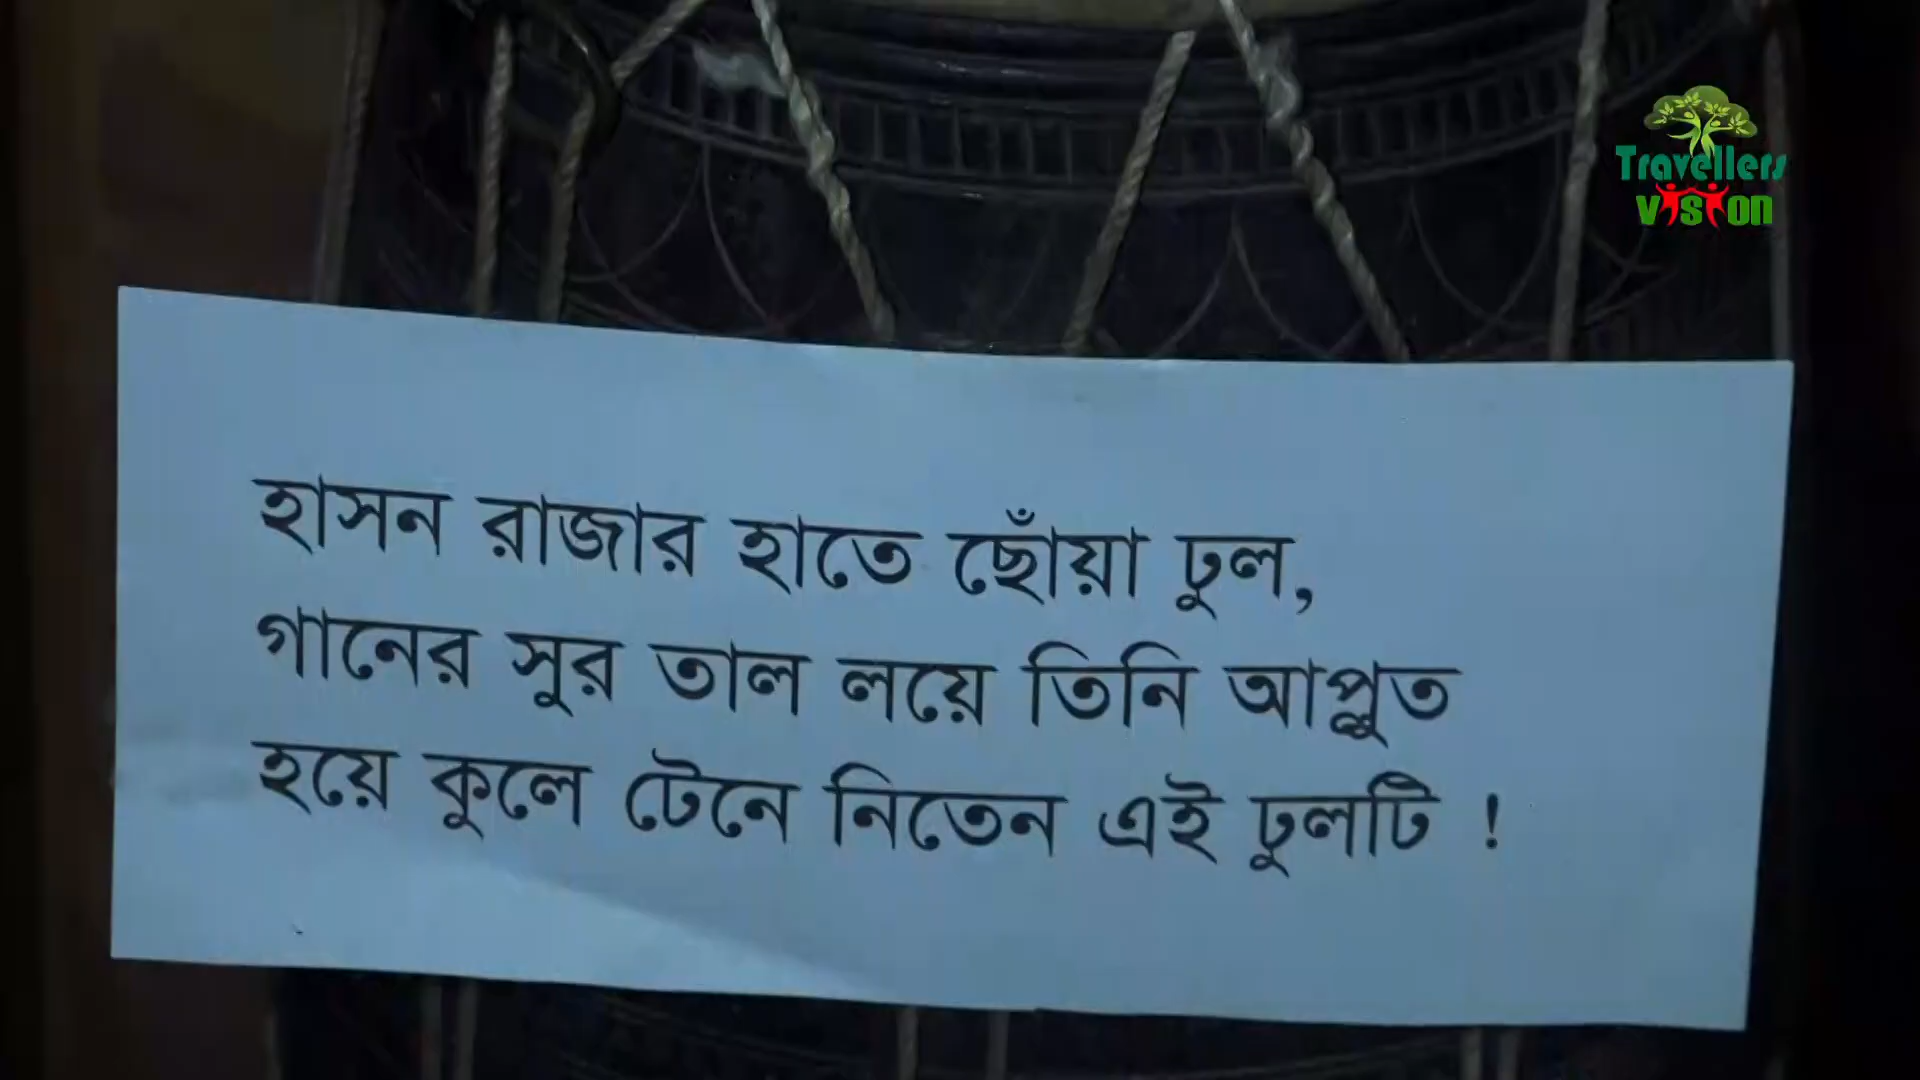 Travellers
vision
হাসন রাজার হাতে ছোঁয়া ঢুল,
গানের সুর তাল লয়ে তিনি আপ্লুত
হয়ে কুলে টেনে নিতেন এই ঢুলটি !